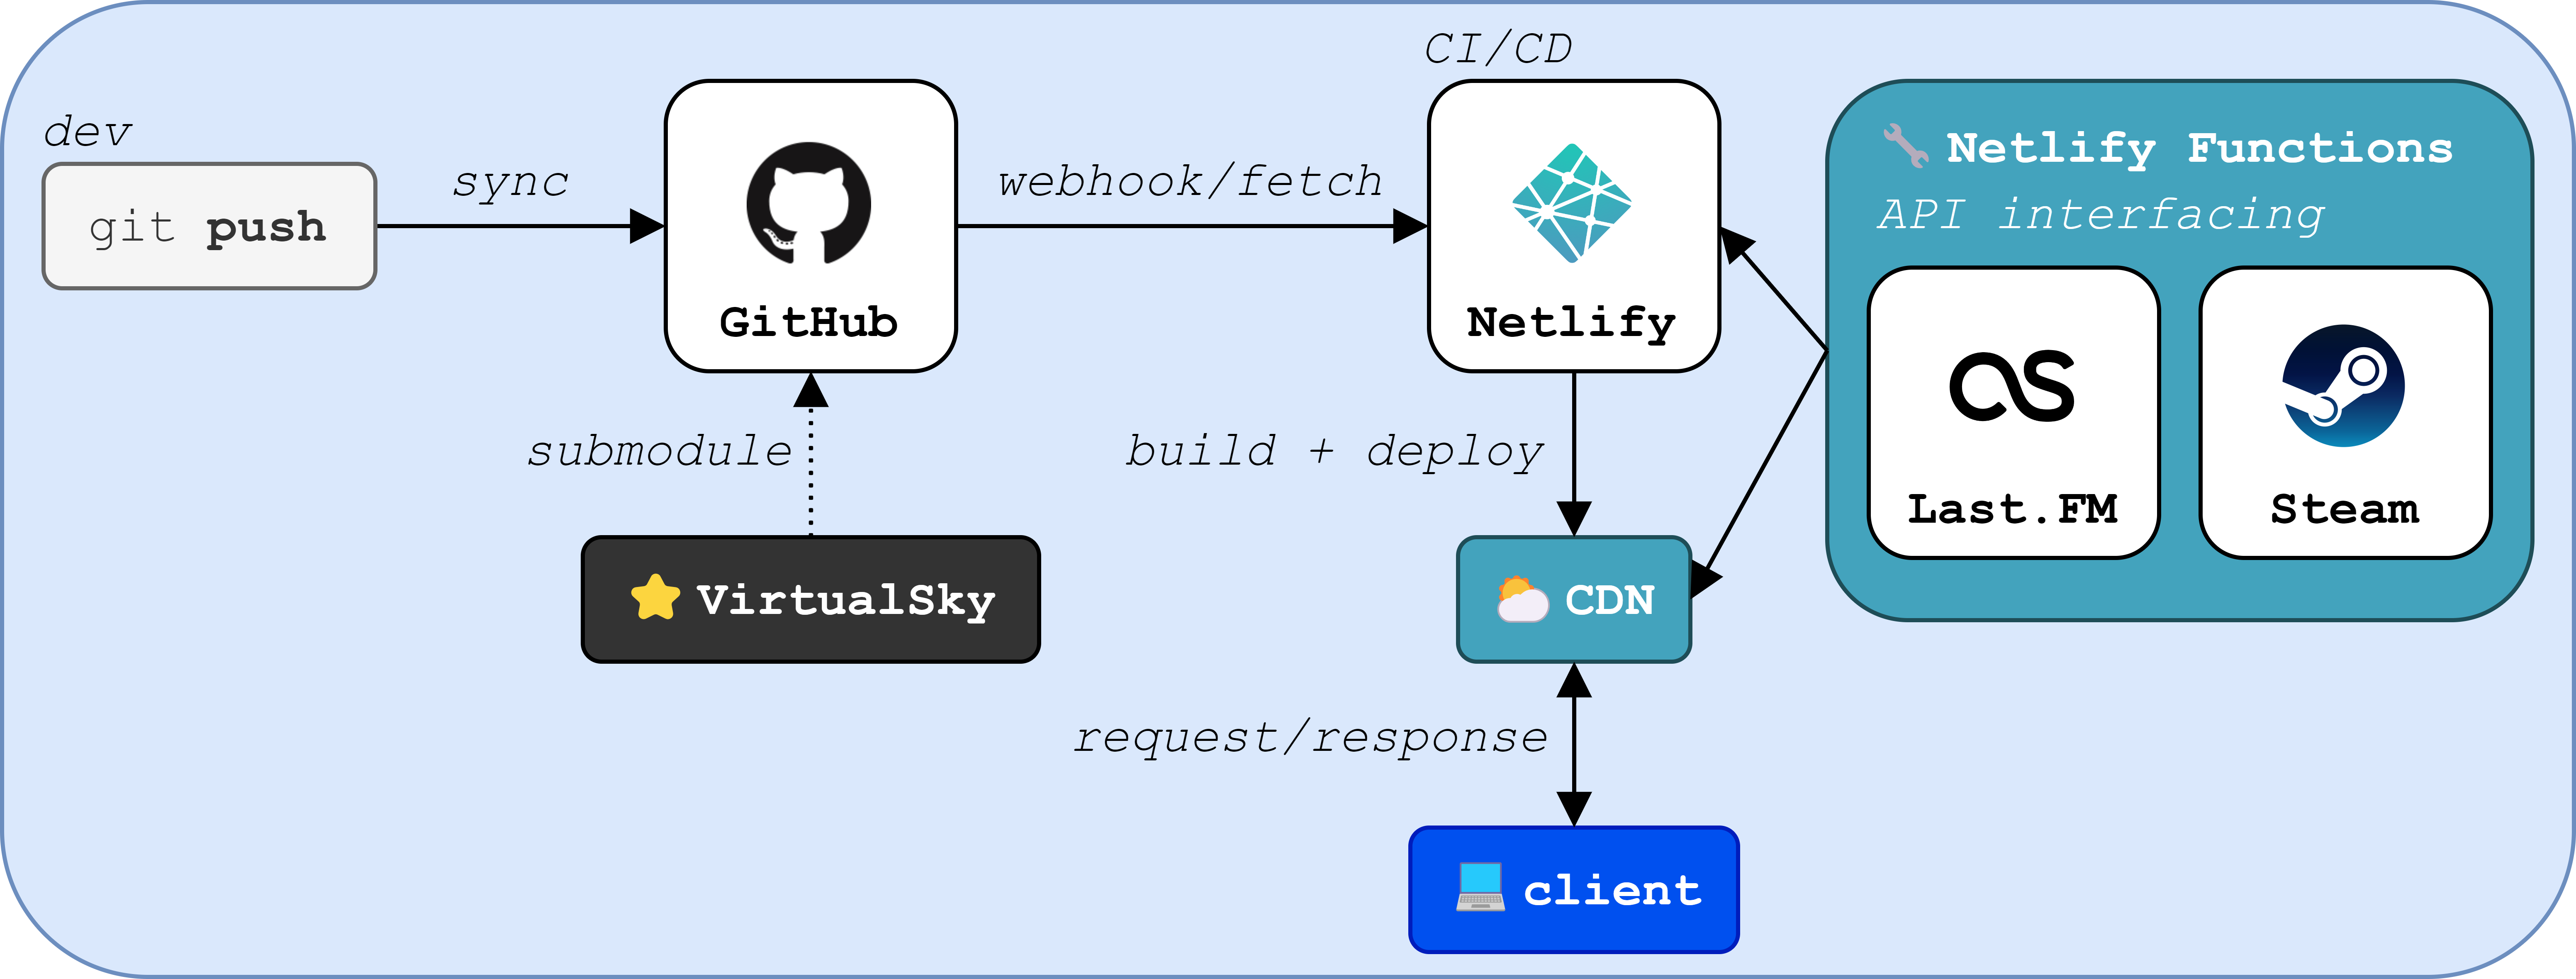 dev
git push
sync
GitHub
webhook/fetch
CI/CD
Netlify
🔧 Netlify Functions
API interfacing
Last.FM
Steam
submodule
⭐ VirtualSky
build + deploy
CDN
request/response
client